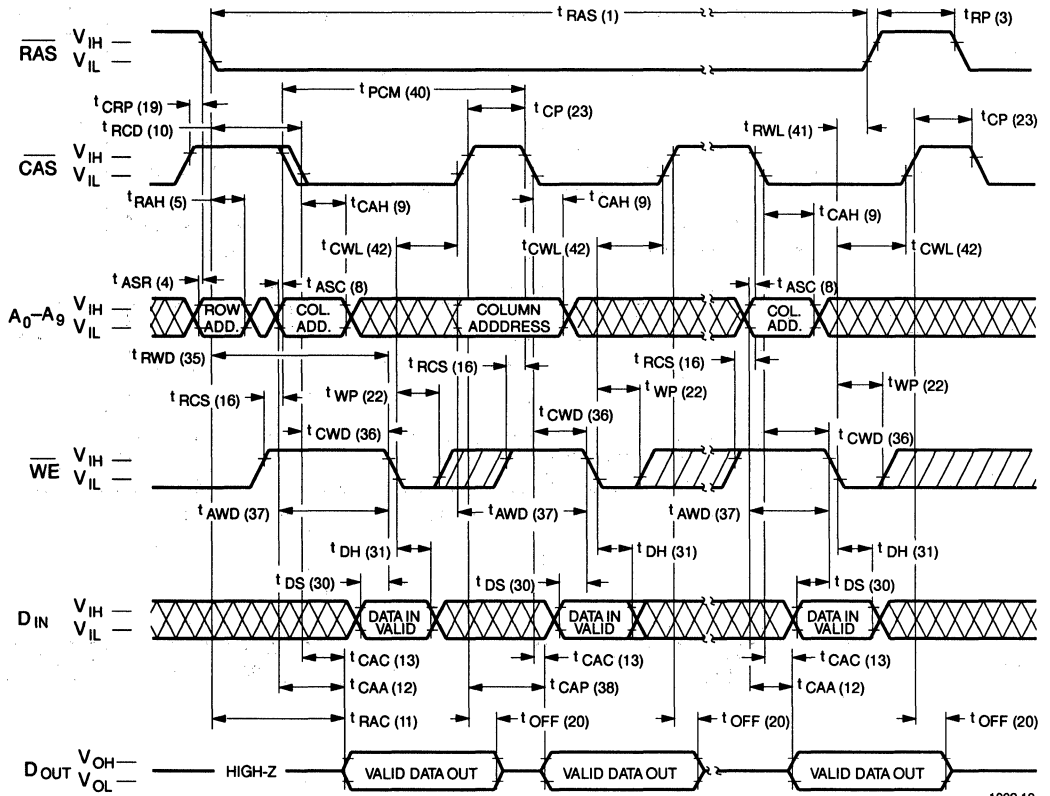 t RAS (1)
t RP (3)
RAS
V IH
V IL
t CRP (19)
t PCM (40)
t CP (23)
t RCD (10)
t RWL (41)
t CP (23)
CAS
V IH
V IL
t RAH (5)
t CAH (9)
t CAH (9)
t CAH (9)
t CWL (42)
t CWL (42)
t CWL (42)
t ASR (4)
t ASC (8)
t ASC (8)
A0–A9
V IH
V IL
ROW ADD.
COL. ADD.
COLUMN ADDDRESS
COL. ADD.
t RWD (35)
t RCS (16)
t RCS (16)
t RCS (16)
t WP (22)
t WP (22)
t WP (22)
t CWD (36)
t CWD (36)
t CWD (36)
WE
V IH
V IL
t AWD (37)
t AWD (37)
t AWD (37)
t DH (31)
t DH (31)
t DH (31)
t DS (30)
t DS (30)
t DS (30)
D IN
V IH
V IL
DATA IN VALID
DATA IN VALID
DATA IN VALID
t CAC (13)
t CAC (13)
t CAC (13)
t CAA (12)
t CAP (38)
t CAA (12)
t RAC (11)
t OFF (20)
t OFF (20)
t OFF (20)
D OUT
V OH
V OL
HIGH-Z
VALID DATA OUT
VALID DATA OUT
VALID DATA OUT